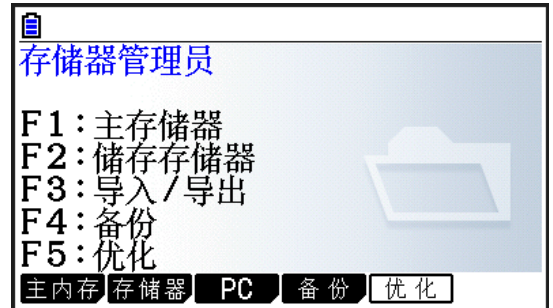 存储器管理员
F1:主存储器
F2:储存存储器
F3:导入/导出
F4:备份
F5:优化
主内存 存储器 PC 备份 优化